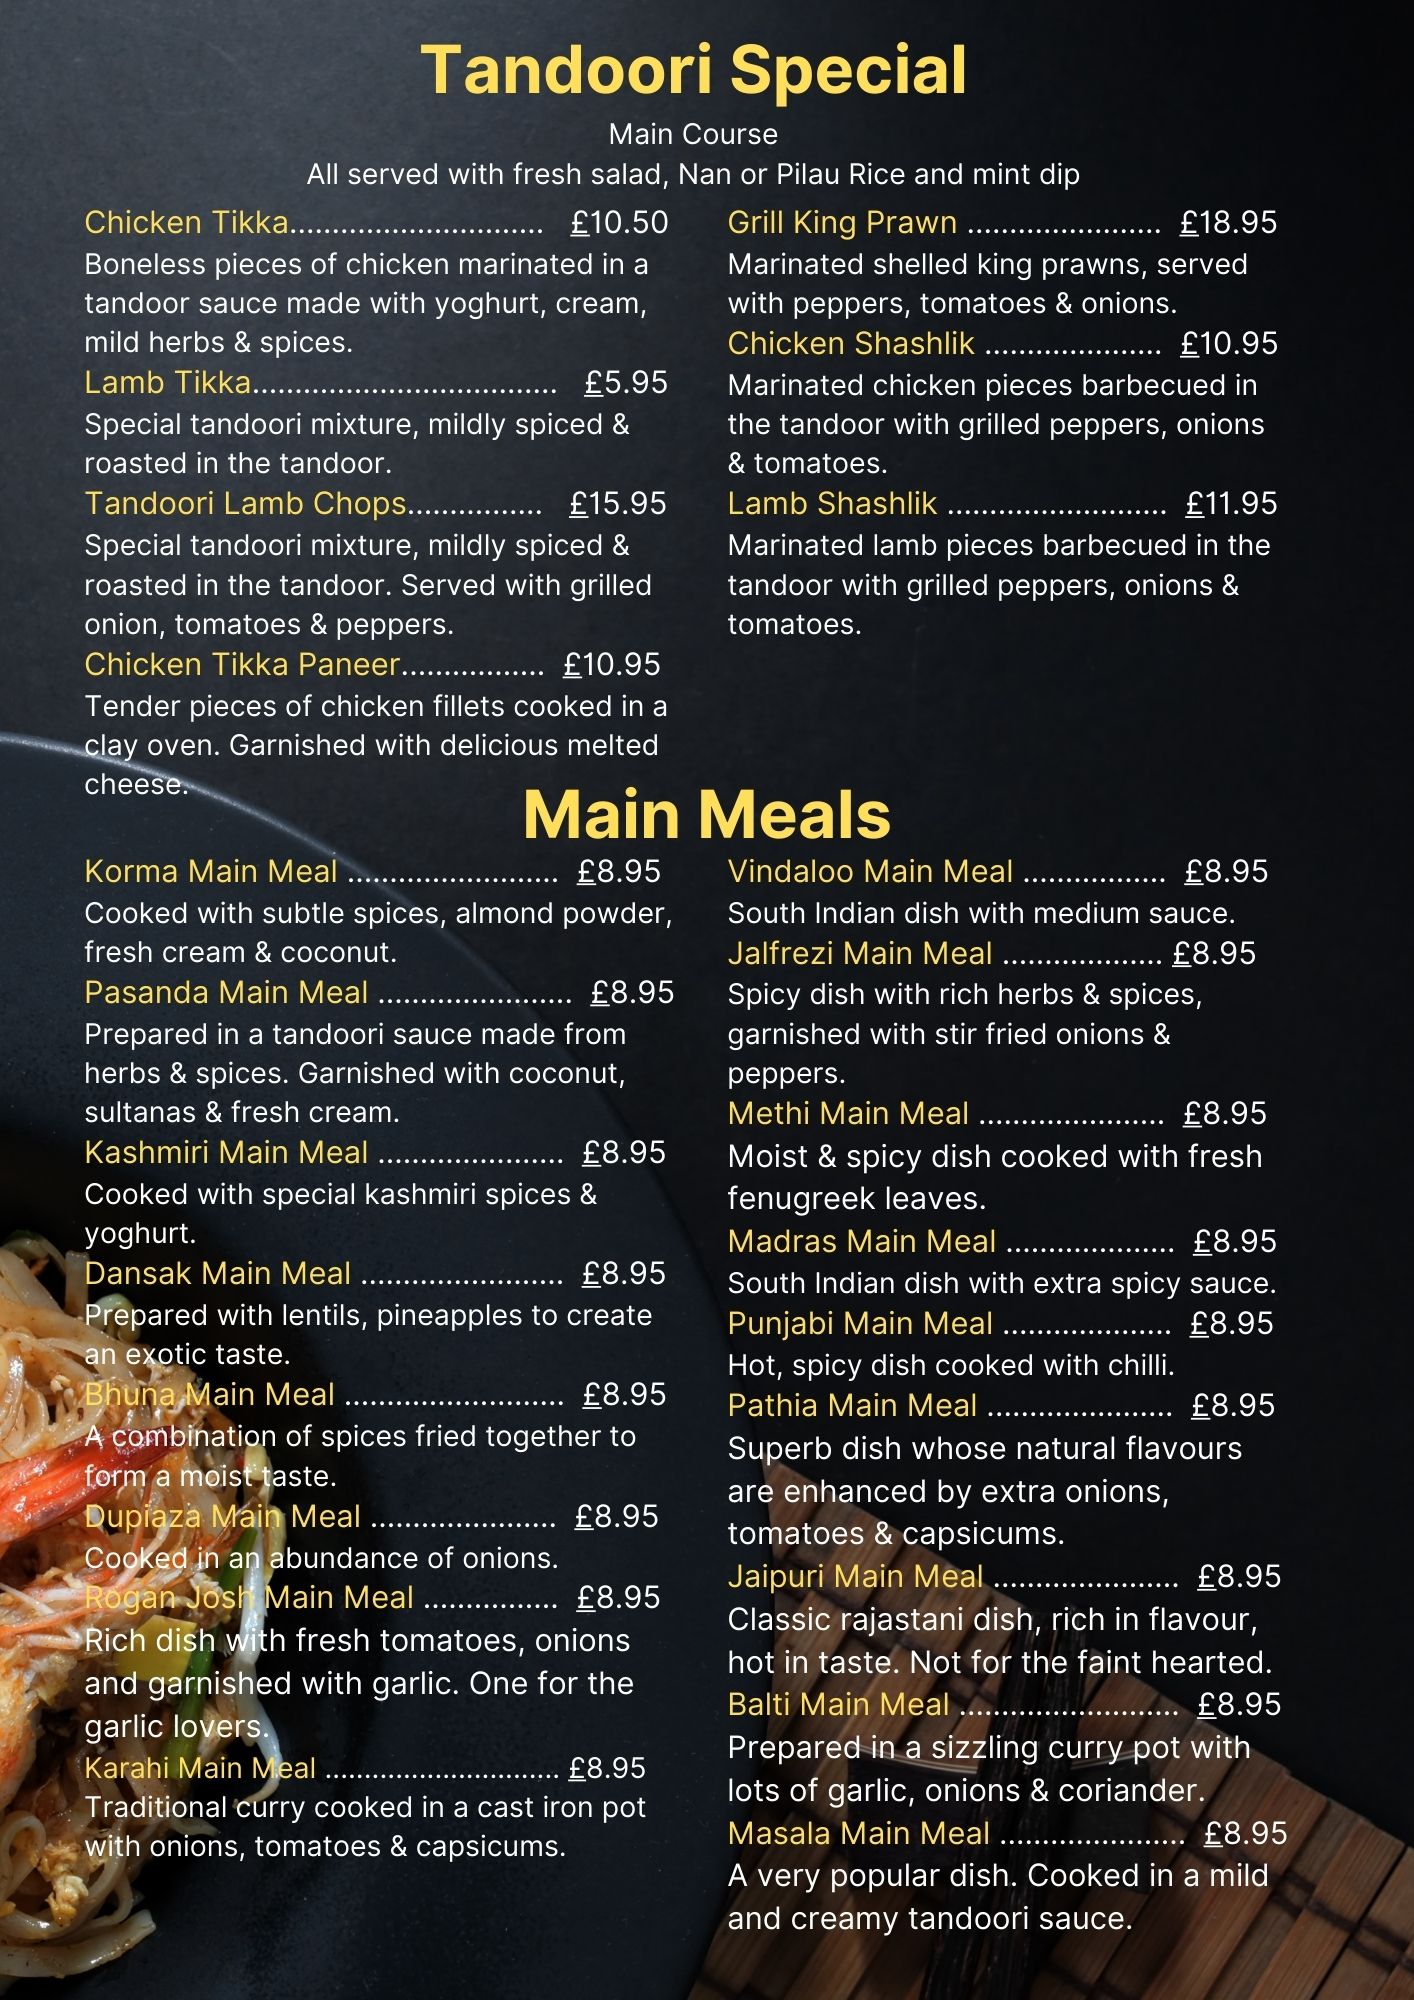 Tandoori Special
Main Course
All served with fresh salad, Nan or Pilau Rice and mint dip
Chicken Tikka.............................. £10.50
Boneless pieces of chicken marinated in a
tandoor sauce made with yoghurt, cream,
mild herbs & spices.
Lamb Tikka.................................... £5.95
Special tandoori mixture, mildly spiced &
roasted in the tandoor.
Tandoori Lamb Chops................ £15.95
Special tandoori mixture, mildly spiced &
roasted in the tandoor. Served with grilled
onion, tomatoes & peppers.
Chicken Tikka Paneer................. £10.95
Tender pieces of chicken fillets cooked in a
clay oven. Garnished with delicious melted
cheese.
Grill King Prawn ....................... £18.95
Marinated shelled king prawns, served
with peppers, tomatoes & onions.
Chicken Shashlik ..................... £10.95
Marinated chicken pieces barbecued in
the tandoor with grilled peppers, onions
& tomatoes.
Lamb Shashlik .......................... £11.95
Marinated lamb pieces barbecued in the
tandoor with grilled peppers, onions &
tomatoes.
Main Meals
Korma Main Meal ......................... £8.95
Cooked with subtle spices, almond powder,
fresh cream & coconut.
Pasanda Main Meal ....................... £8.95
Prepared in a tandoori sauce made from
herbs & spices. Garnished with coconut,
sultanas & fresh cream.
Kashmiri Main Meal ...................... £8.95
Cooked with special kashmiri spices &
yoghurt.
Dansak Main Meal ........................ £8.95
Prepared with lentils, pineapples to create
an exotic taste.
Bhuna Main Meal .......................... £8.95
A combination of spices fried together to
form a moist taste.
Dupiaza Main Meal ...................... £8.95
Cooked in an abundance of onions.
Rogan Josh Main Meal ................ £8.95
Rich dish with fresh tomatoes, onions
and garnished with garlic. One for the
garlic lovers.
Karahi Main Meal .............................. £8.95
Traditional curry cooked in a cast iron pot
with onions, tomatoes & capsicums.
Vindaloo Main Meal ................. £8.95
South Indian dish with medium sauce.
Jalfrezi Main Meal ................... £8.95
Spicy dish with rich herbs & spices,
garnished with stir fried onions &
peppers.
Methi Main Meal ...................... £8.95
Moist & spicy dish cooked with fresh
fenugreek leaves.
Madras Main Meal .................... £8.95
South Indian dish with extra spicy sauce.
Punjabi Main Meal .................... £8.95
Hot, spicy dish cooked with chilli.
Pathia Main Meal ...................... £8.95
Superb dish whose natural flavours
are enhanced by extra onions,
tomatoes & capsicums.
Jaipuri Main Meal ...................... £8.95
Classic rajastani dish, rich in flavour,
hot in taste. Not for the faint hearted.
Balti Main Meal .......................... £8.95
Prepared in a sizzling curry pot with
lots of garlic, onions & coriander.
Masala Main Meal ...................... £8.95
A very popular dish. Cooked in a mild
and creamy tandoori sauce.